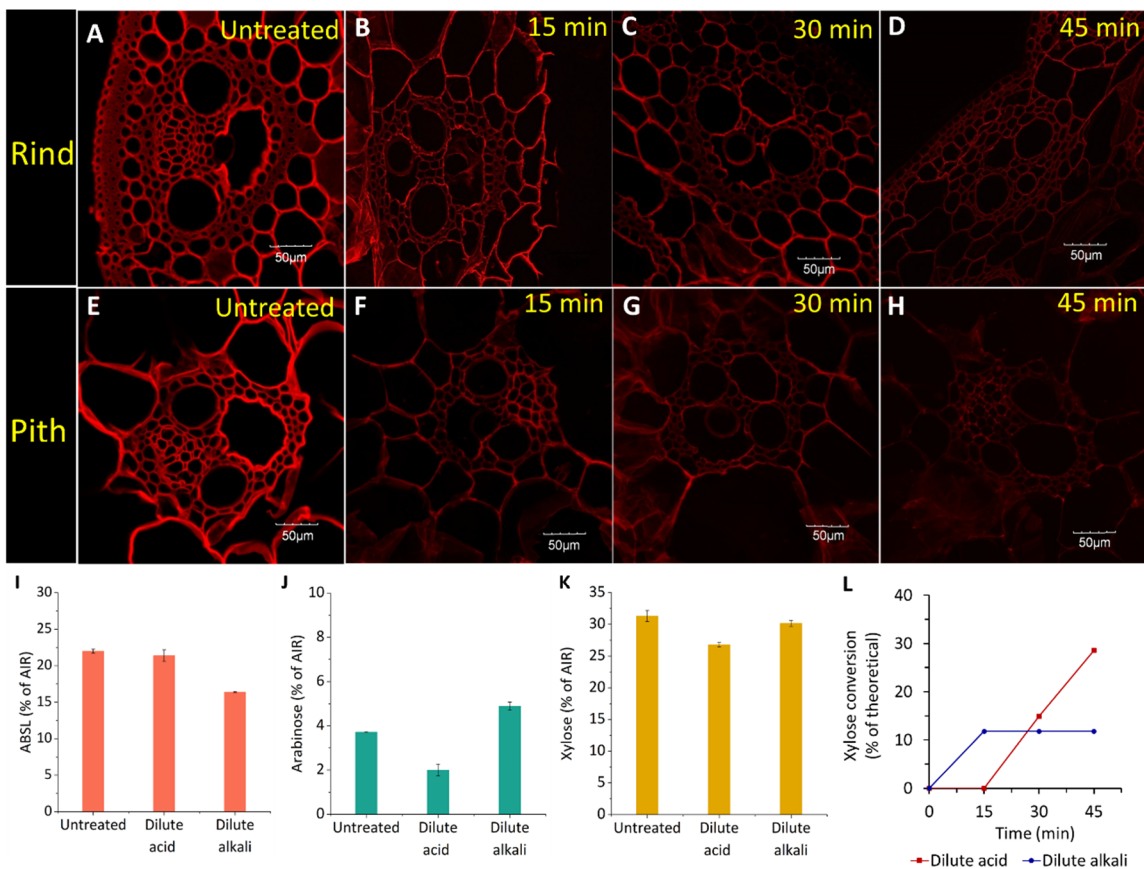 A Untreated
B 15 min
C 30 min
D 45 min
Rind
50μm
50μm
50μm
50μm
E Untreated
F 15 min
G 30 min
H 45 min
Pith
50μm
50μm
50μm
50μm
I
ABSL (% of AIR)
30
25
20
15
10
5
0
Untreated
Dilute
acid
Dilute
alkali
J
Arabinose (% of AIR)
10
8
6
4
2
0
Untreated
Dilute
acid
Dilute
alkali
K
Xylose (% of AIR)
35
30
25
20
15
10
5
0
Untreated
Dilute
acid
Dilute
alkali
L
Xylose conversion
(% of theoretical)
40
30
20
10
0
0 15 30 45
Time (min)
Dilute acid Dilute alkali